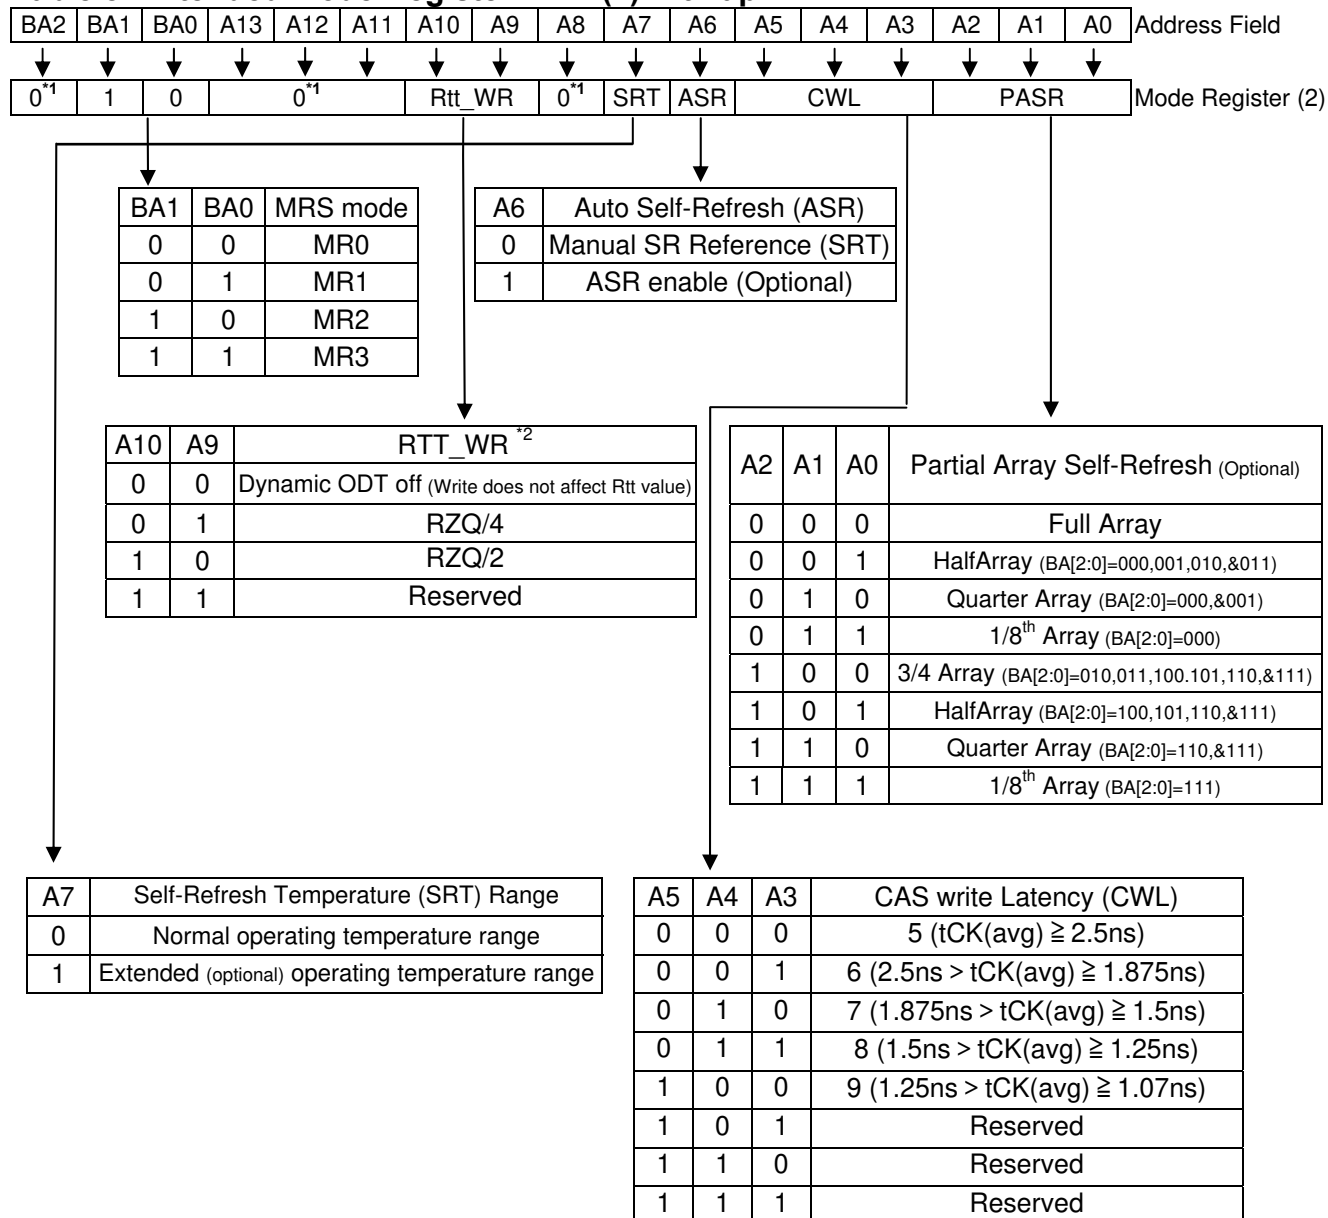 BA2 BA1 BA0 A13 A12 A11 A10 A9 A8 A7 A6 A5 A4 A3 A2 A1 A0 Address Field
0*1 1 0 0*1 Rtt_WR 0*1 SRT ASR CWL PASR Mode Register (2)
BA1 BA0 MRS mode
0 0 MR0
0 1 MR1
1 0 MR2
1 1 MR3
A6 Auto Self-Refresh (ASR)
0 Manual SR Reference (SRT)
1 ASR enable (Optional)
A10 A9 RTT_WR *2
0 0 Dynamic ODT off (Write does not affect Rtt value)
0 1 RZQ/4
1 0 RZQ/2
1 1 Reserved
A2 A1 A0 Partial Array Self-Refresh (Optional)
0 0 0 Full Array
0 0 1 HalfArray (BA[2:0]=000,001,010,&011)
0 1 0 Quarter Array (BA[2:0]=000,&001)
0 1 1 1/8th Array (BA[2:0]=000)
1 0 0 3/4 Array (BA[2:0]=010,011,100.101,110,&111)
1 0 1 HalfArray (BA[2:0]=100,101,110,&111)
1 1 0 Quarter Array (BA[2:0]=110,&111)
1 1 1 1/8th Array (BA[2:0]=111)
A7 Self-Refresh Temperature (SRT) Range
0 Normal operating temperature range
1 Extended (optional) operating temperature range
A5 A4 A3 CAS write Latency (CWL)
0 0 0 5 (tCK(avg) ≧ 2.5ns)
0 0 1 6 (2.5ns > tCK(avg) ≧ 1.875ns)
0 1 0 7 (1.875ns > tCK(avg) ≧ 1.5ns)
0 1 1 8 (1.5ns > tCK(avg) ≧ 1.25ns)
1 0 0 9 (1.25ns > tCK(avg) ≧ 1.07ns)
1 0 1 Reserved
1 1 0 Reserved
1 1 1 Reserved